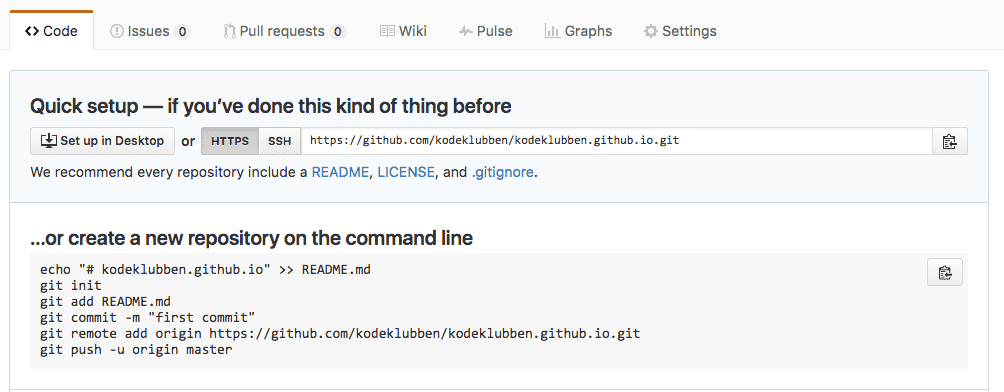 Code Issues 0 Pull requests 0 Wiki Pulse Graphs Settings
Quick setup — if you’ve done this kind of thing before
Set up in Desktop or HTTPS SSH https://github.com/kodeklubben/kodeklubben.github.io.git
We recommend every repository include a README, LICENSE, and .gitignore.
…or create a new repository on the command line
echo "# kodeklubben.github.io" >> README.md
git init
git add README.md
git commit -m "first commit"
git remote add origin https://github.com/kodeklubben/kodeklubben.github.io.git
git push -u origin master